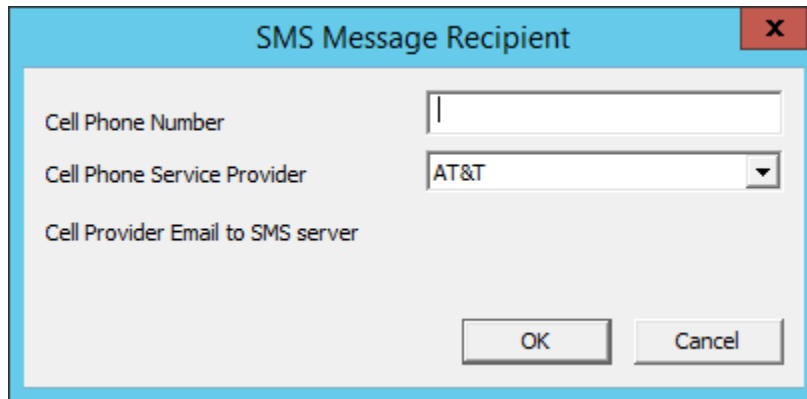 SMS Message Recipient
x
Cell Phone Number
Cell Phone Service Provider
AT&T
Cell Provider Email to SMS server
OK
Cancel